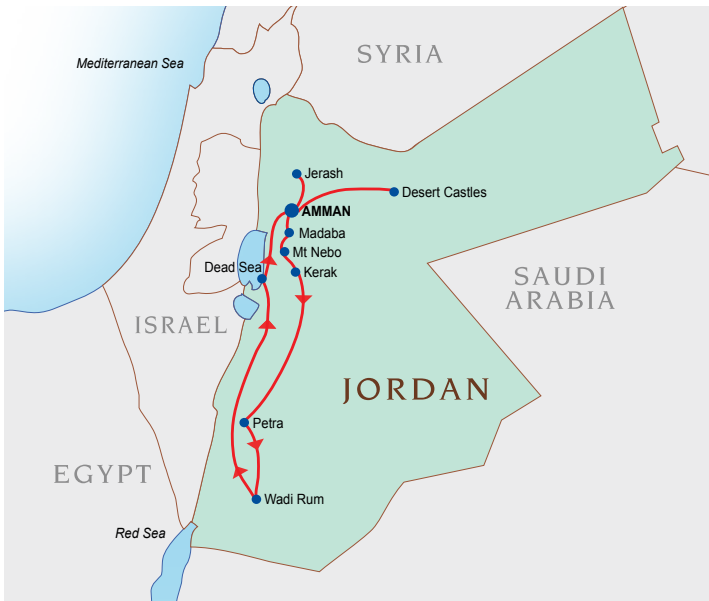 SYRIA
Mediterranean Sea
Jerash
Desert Castles
AMMAN
Madaba
Mt Nebo
Dead Sea
Kerak
SAUDI
ARABIA
ISRAEL
JORDAN
Petra
EGYPT
Wadi Rum
Red Sea